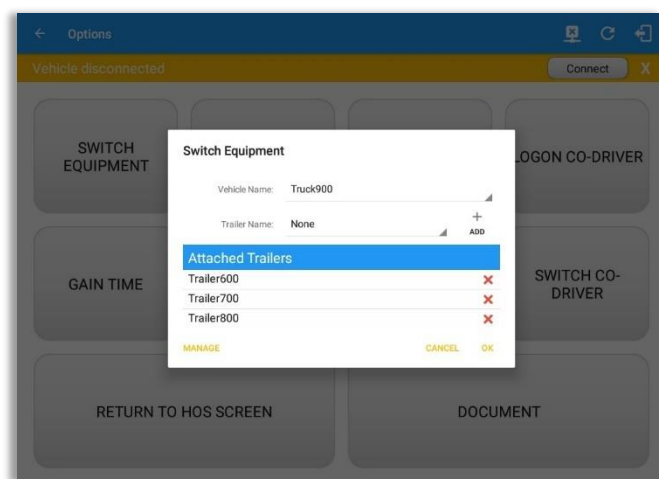 Options
Vehicle disconnected
Connect
X
SWITCH
EQUIPMENT
LOGON CO-DRIVER
Switch Equipment
Vehicle Name:
Truck900
Trailer Name:
None
+
ADD
Attached Trailers
Trailer600
Trailer700
Trailer800
MANAGE
CANCEL
OK
GAIN TIME
SWITCH CO-
DRIVER
RETURN TO HOS SCREEN
DOCUMENT